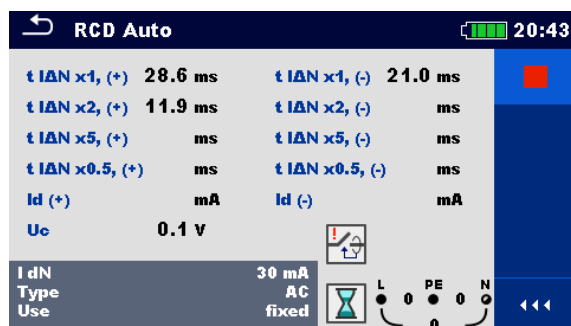 RCD Auto 20:43
t IΔN x1, (+) 28.6 ms t IΔN x1, (-) 21.0 ms
t IΔN x2, (+) 11.9 ms t IΔN x2, (-) ms
t IΔN x5, (+) ms t IΔN x5, (-) ms
t IΔN x0.5, (+) ms t IΔN x0.5, (-) ms
Id (+) mA Id (-) mA
Uc 0.1 V
I dN 30 mA
Type AC
Use fixed
L PE N
0 0
0